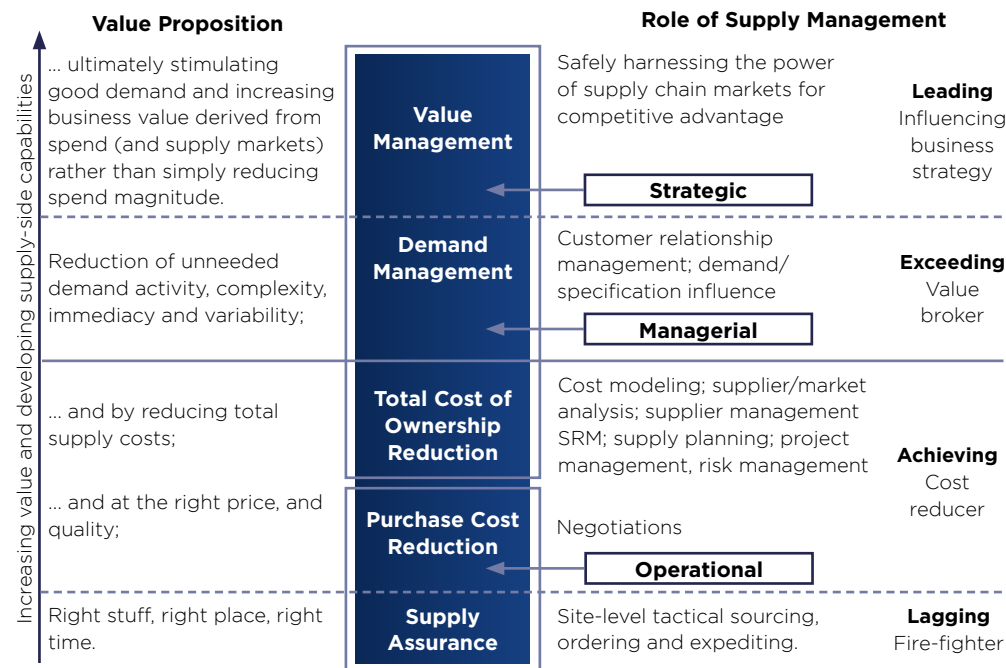 Value Proposition
Role of Supply Management
Increasing value and developing supply-side capabilities
... ultimately stimulating
good demand and increasing
business value derived from
spend (and supply markets)
rather than simply reducing
spend magnitude.
Value
Management
Safely harnessing the power
of supply chain markets for
competitive advantage
Strategic
Leading
Influencing
business
strategy
Reduction of unneeded
demand activity, complexity,
immediacy and variability;
Demand
Management
Customer relationship
management; demand/
specification influence
Managerial
Exceeding
Value
broker
... and by reducing total
supply costs;
Total Cost of
Ownership
Reduction
Cost modeling; supplier/market
analysis; supplier management
SRM; supply planning; project
management, risk management
Achieving
Cost
reducer
... and at the right price, and
quality;
Purchase Cost
Reduction
Negotiations
Operational
Right stuff, right place, right
time.
Supply
Assurance
Site-level tactical sourcing,
ordering and expediting.
Lagging
Fire-fighter